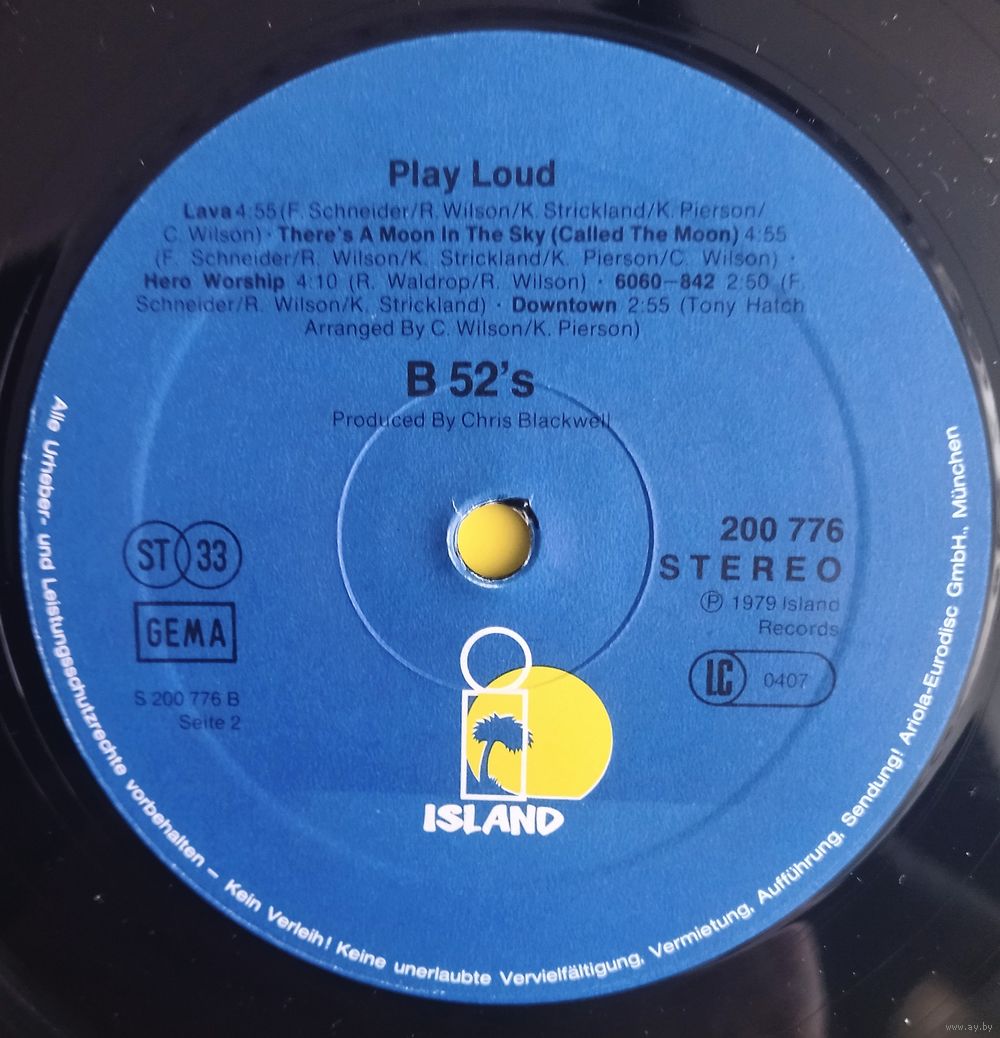 Play Loud
Lava 4:55 (F. Schneider/R. Wilson/K. Strickland/K. Pierson/
C. Wilson) · There's A Moon In The Sky (Called The Moon) 4:55
(F. Schneider/R. Wilson/K. Strickland/K. Pierson/C. Wilson) ·
Hero Worship 4:10 (R. Waldrop/R. Wilson) · 6060—842 2:50 (F.
Schneider/R. Wilson/K. Strickland) · Downtown 2:55 (Tony Hatch
Arranged By C. Wilson/K. Pierson)
B 52's
Produced By Chris Blackwell
ST 33
GEMA
S 200 776 B
Seite 2
200 776
STEREO
Ⓟ 1979 Island
Records
LC 0407
ISLAND
Alle Urheber- und Leistungsschutzrechte vorbehalten – Kein Verleih! Keine unerlaubte Vervielfältigung, Vermietung, Aufführung, Sendung! Ariola-Eurodisc GmbH., München
www.ay.by